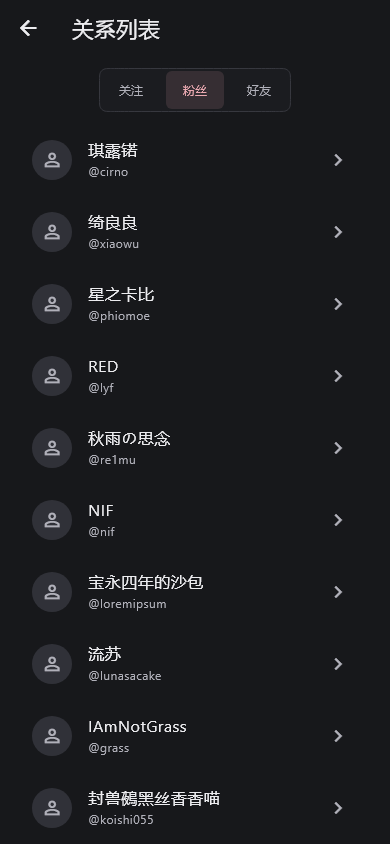 关系列表
关注
粉丝
好友
琪露诺
@cirno
绮良良
@xiaowu
星之卡比
@phiomoe
RED
@lyf
秋雨の思念
@re1mu
NIF
@nif
宝永四年的沙包
@loremipsum
流苏
@lunasacake
IAmNotGrass
@grass
封兽鵺黑丝香香喵
@koishi055